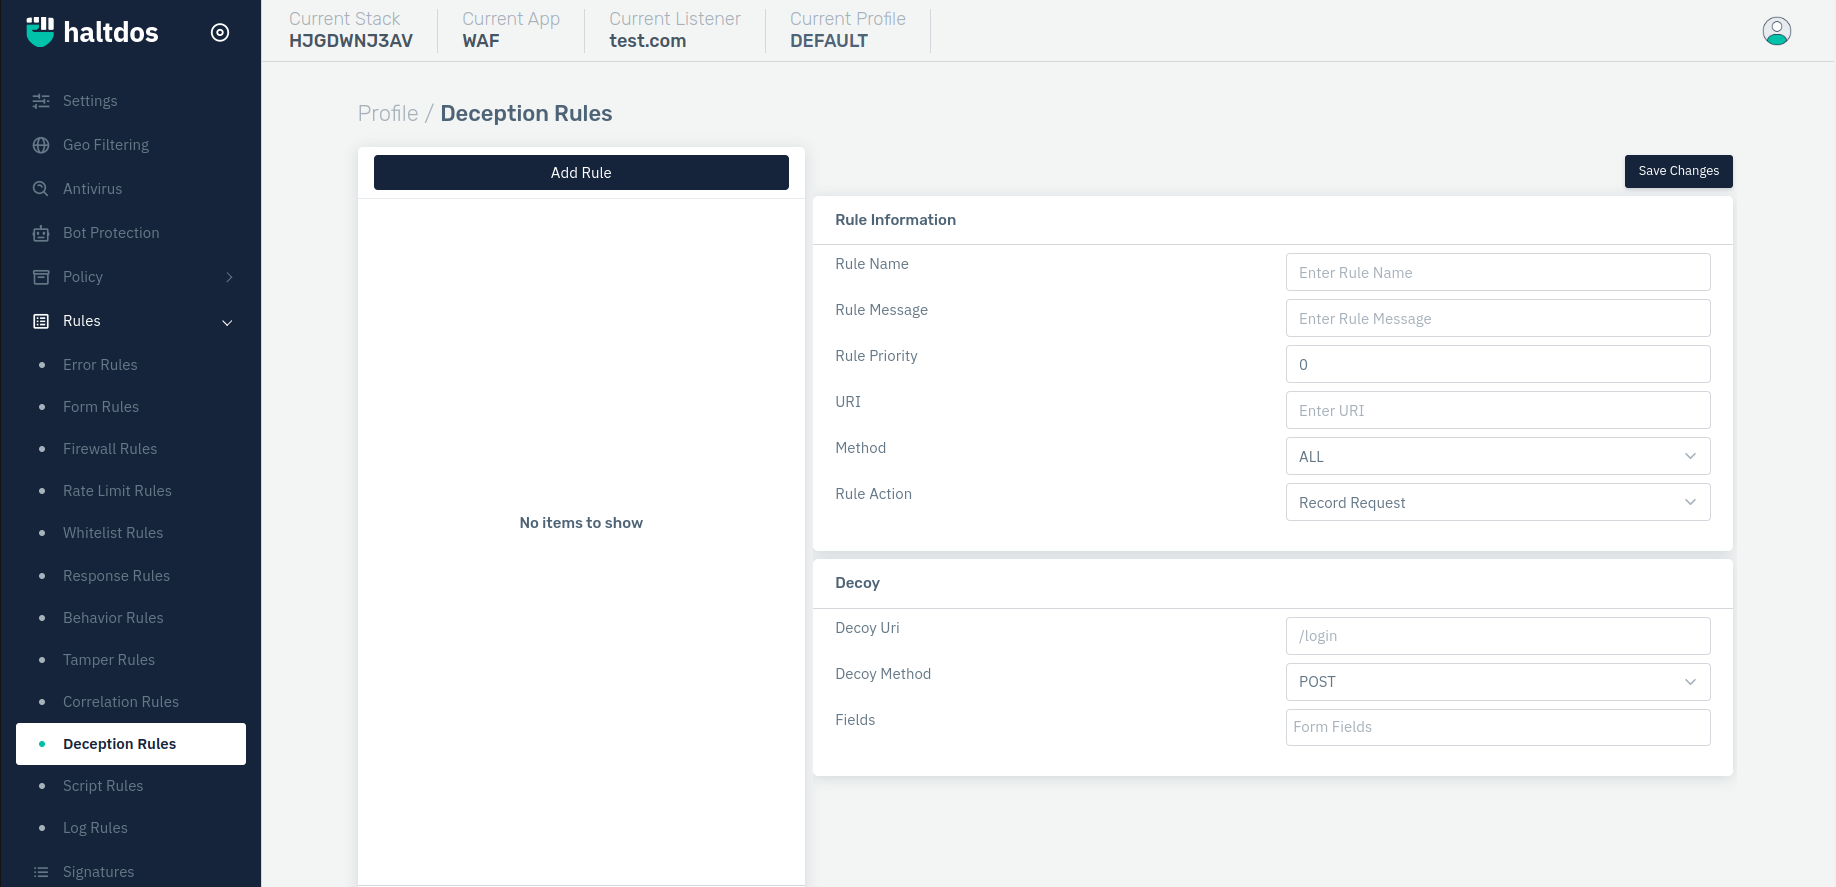 haltdos
Current Stack
HJGDWNJ3AV
Current App
WAF
Current Listener
test.com
Current Profile
DEFAULT
Settings
Geo Filtering
Antivirus
Bot Protection
Policy
Rules
Error Rules
Form Rules
Firewall Rules
Rate Limit Rules
Whitelist Rules
Response Rules
Behavior Rules
Tamper Rules
Correlation Rules
Deception Rules
Script Rules
Log Rules
Signatures
Profile / Deception Rules
Add Rule
No items to show
Save Changes
Rule Information
Rule Name
Enter Rule Name
Rule Message
Enter Rule Message
Rule Priority
0
URI
Enter URI
Method
ALL
Rule Action
Record Request
Decoy
Decoy Uri
/login
Decoy Method
POST
Fields
Form Fields